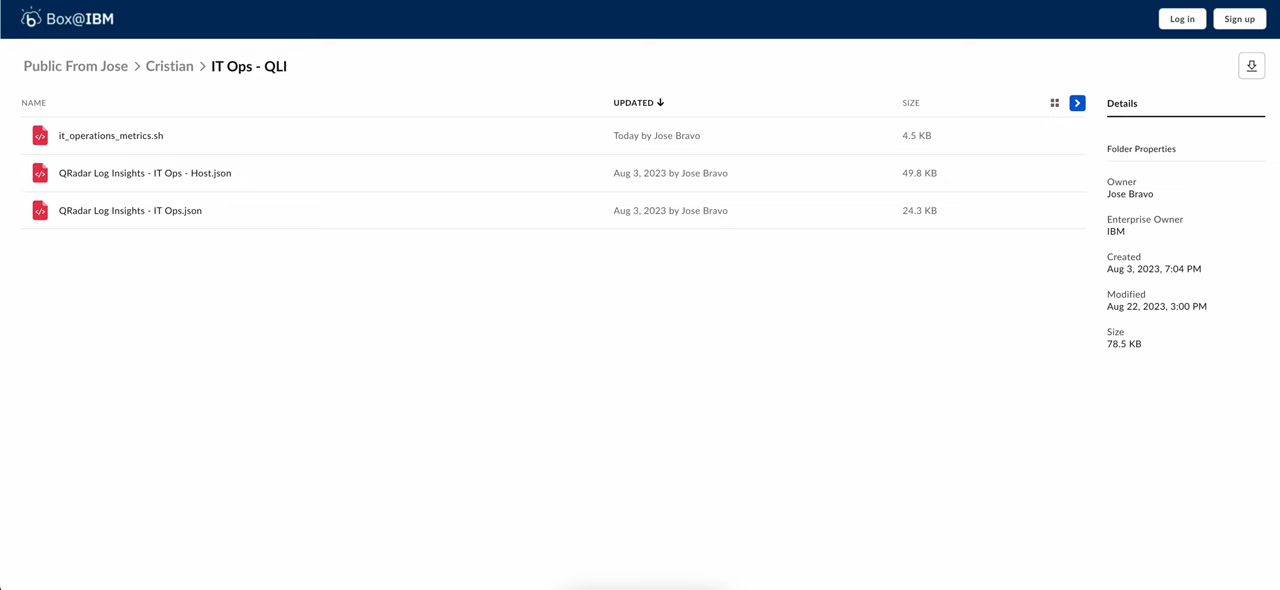 Box@IBM
Log in
Sign up
Public From Jose > Cristian > IT Ops - QLI
NAME
UPDATED
SIZE
Details
it_operations_metrics.sh
Today by Jose Bravo
4.5 KB
QRadar Log Insights - IT Ops - Host.json
Aug 3, 2023 by Jose Bravo
49.8 KB
QRadar Log Insights - IT Ops.json
Aug 3, 2023 by Jose Bravo
24.3 KB
Folder Properties
Owner
Jose Bravo
Enterprise Owner
IBM
Created
Aug 3, 2023, 7:04 PM
Modified
Aug 22, 2023, 3:00 PM
Size
78.5 KB